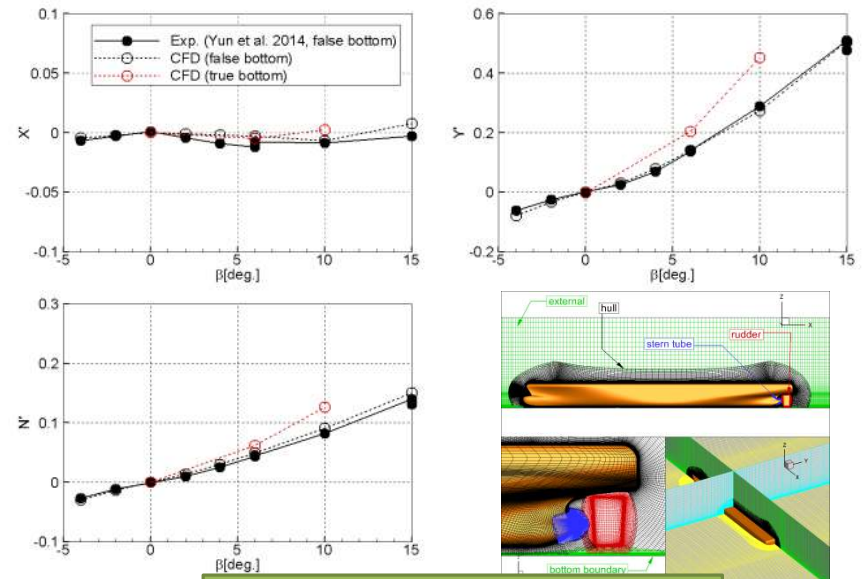 0.1
0.05
0
-0.05
-0.1
X'
-5
0
5
10
15
β[deg.]
Exp. (Yun et al. 2014, false bottom)
CFD (false bottom)
CFD (true bottom)
0.6
0.4
0.2
0
-0.2
Y'
-5
0
5
10
15
β[deg.]
0.3
0.2
0.1
0
-0.1
N'
-5
0
5
10
15
β[deg.]
external
hull
z
x
rudder
stern tube
bottom boundary
z
Y
X